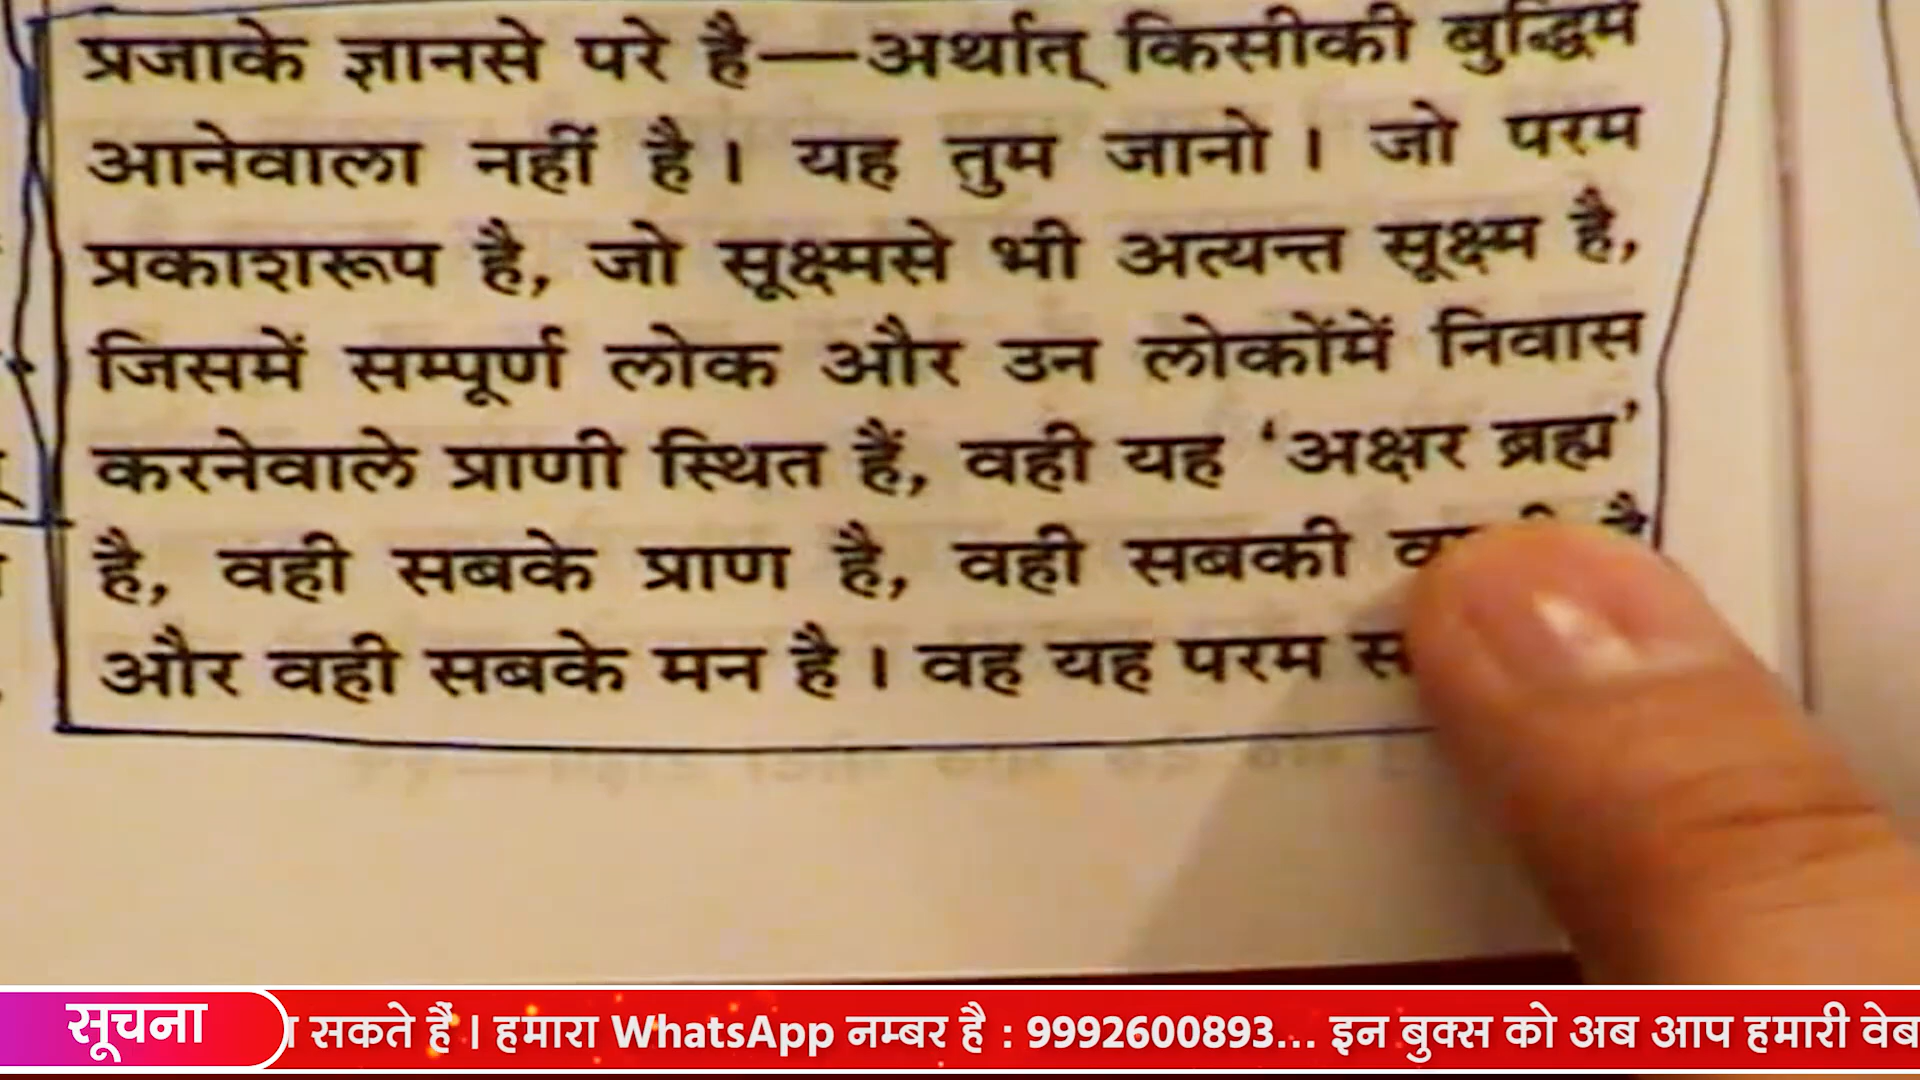 प्रजाके ज्ञानसे परे है—अर्थात् किसीकी बुद्धिमें
आनेवाला नहीं है। यह तुम जानो। जो परम
प्रकाशरूप है, जो सूक्ष्मसे भी अत्यन्त सूक्ष्म है,
जिसमें सम्पूर्ण लोक और उन लोकोंमें निवास
करनेवाले प्राणी स्थित हैं, वही यह ‘अक्षर ब्रह्म’
है, वही सबके प्राण है, वही सबकी है
और वही सबके मन है। वह यह परम
सूचना सकते हैं। हमारा WhatsApp नम्बर है : 9992600893... इन बुक्स को अब आप हमारी